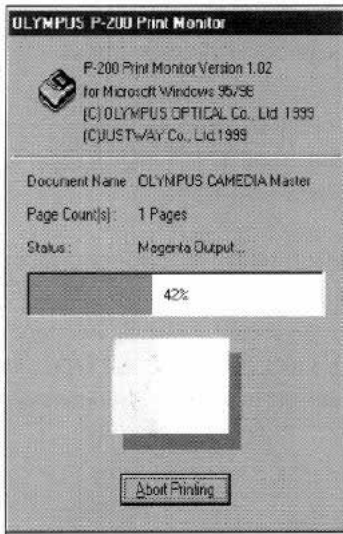 OLYMPUS P-200 Print Monitor
P-200 Print Monitor Version 1.02
for Microsoft Windows 95/98
(C) OLYMPUS OPTICAL Co., Ltd. 1999
(C)JUSTWAY Co., Ltd.1999
Document Name : OLYMPUS CAMEDIA Master
Page Count(s) : 1 Pages
Status : Magenta Output...
42%
Abort Printing